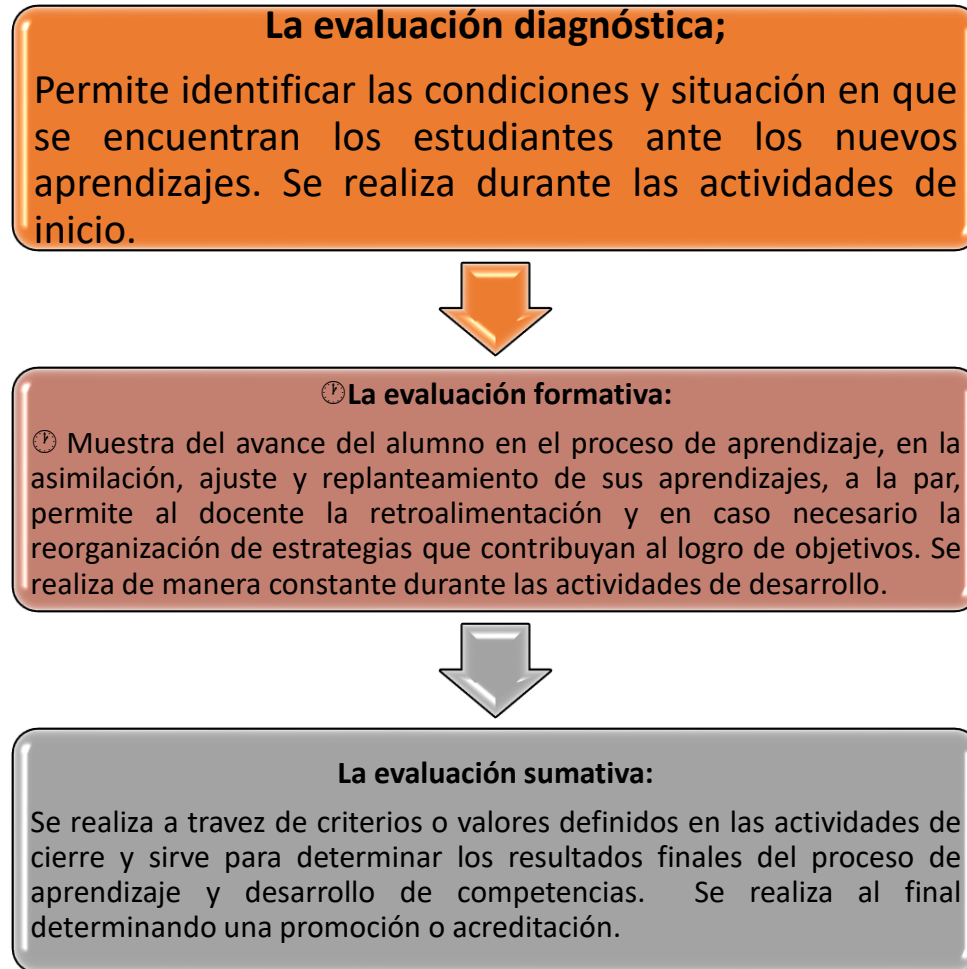 La evaluación diagnóstica;
Permite identificar las condiciones y situación en que
se encuentran los estudiantes ante los nuevos
aprendizajes. Se realiza durante las actividades de
inicio.
🕐La evaluación formativa:
🕐 Muestra del avance del alumno en el proceso de aprendizaje, en la
asimilación, ajuste y replanteamiento de sus aprendizajes, a la par,
permite al docente la retroalimentación y en caso necesario la
reorganización de estrategias que contribuyan al logro de objetivos. Se
realiza de manera constante durante las actividades de desarrollo.
La evaluación sumativa:
Se realiza a travez de criterios o valores definidos en las actividades de
cierre y sirve para determinar los resultados finales del proceso de
aprendizaje y desarrollo de competencias. Se realiza al final
determinando una promoción o acreditación.